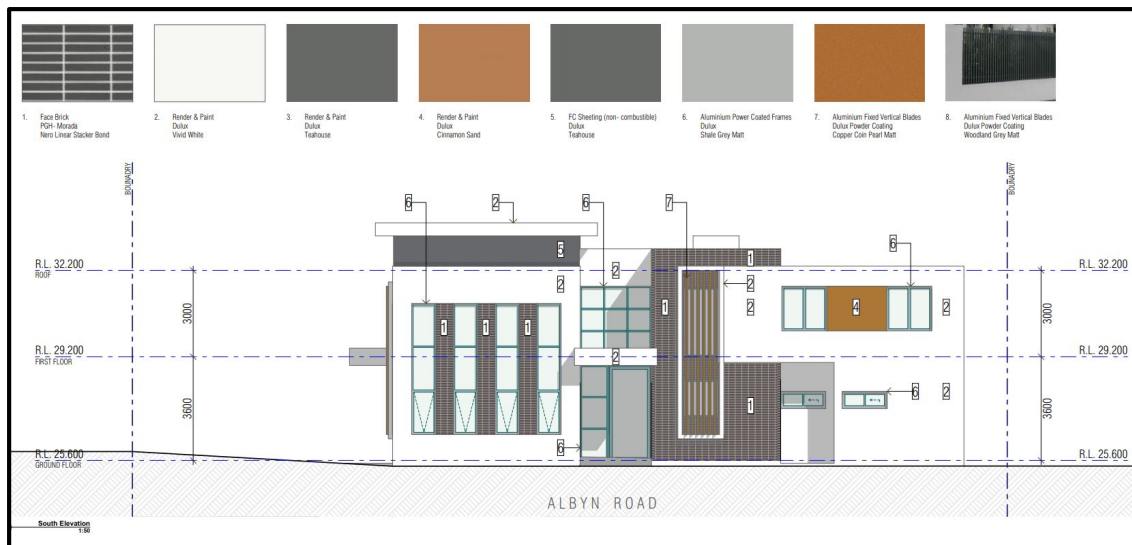 1. Face Brick
PGH- Morada
Nero Linear Stacker Bond
2. Render & Paint
Dulux
Vivid White
3. Render & Paint
Dulux
Teahouse
4. Render & Paint
Dulux
Cinnamon Sand
5. FC Sheeting (non- combustible)
Dulux
Teahouse
6. Aluminium Power Coated Frames
Dulux
Shale Grey Matt
7. Aluminium Fixed Vertical Blades
Dulux Powder Coating
Copper Coin Pearl Matt
8. Aluminium Fixed Vertical Blades
Dulux Powder Coating
Woodland Grey Matt
BOUNADRY
BOUNADRY
6
2
6
7
6
5
2
1
2
2
R.L. 32.200
ROOF
R.L. 32.200
1
1
1
1
2
4
2
3000
3000
2
R.L. 29.200
FIRST FLOOR
R.L. 29.200
6
2
3600
3600
1
6
R.L. 25.600
GROUND FLOOR
R.L. 25.600
ALBYN ROAD
South Elevation
1:50